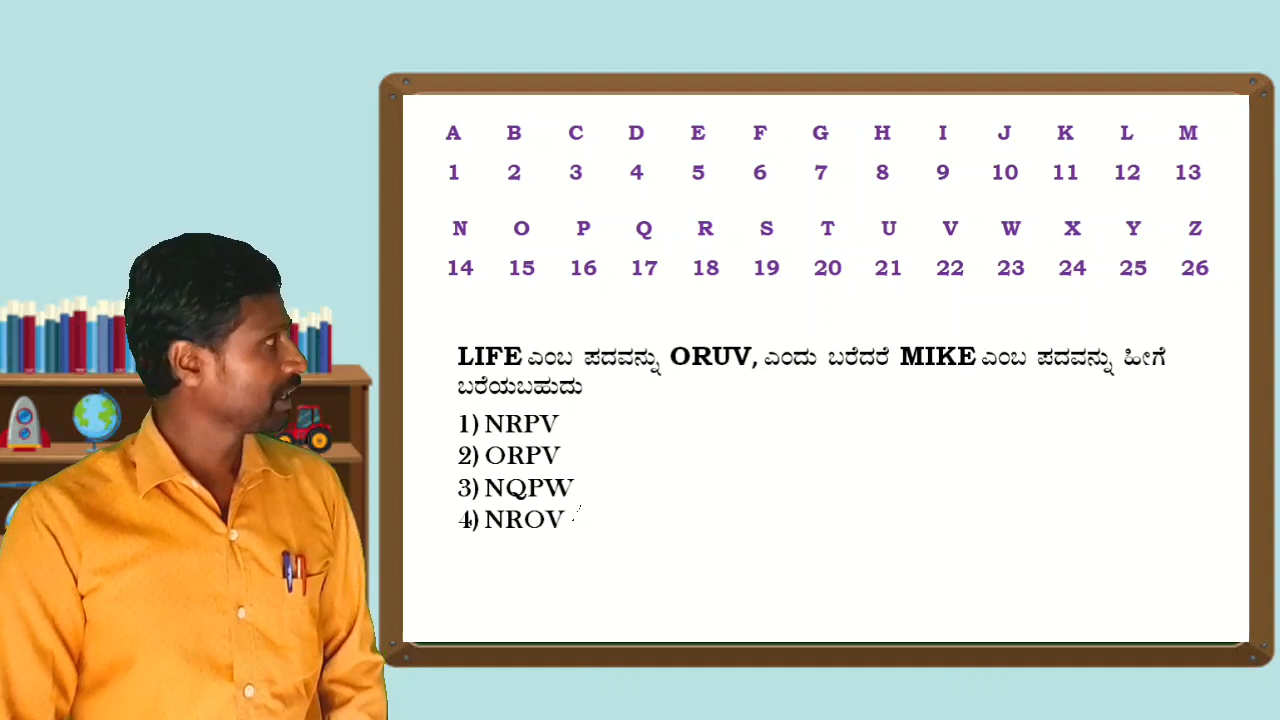 A B C D E F G H I J K L M
1 2 3 4 5 6 7 8 9 10 11 12 13
N O P Q R S T U V W X Y Z
14 15 16 17 18 19 20 21 22 23 24 25 26
LIFE ಎಂಬ ಪದವನ್ನು ORUV, ಎಂದು ಬರೆದರೆ MIKE ಎಂಬ ಪದವನ್ನು ಹೀಗೆ
ಬರೆಯಬಹುದು
1) NRPV
2) ORPV
3) NQPW
4) NROV